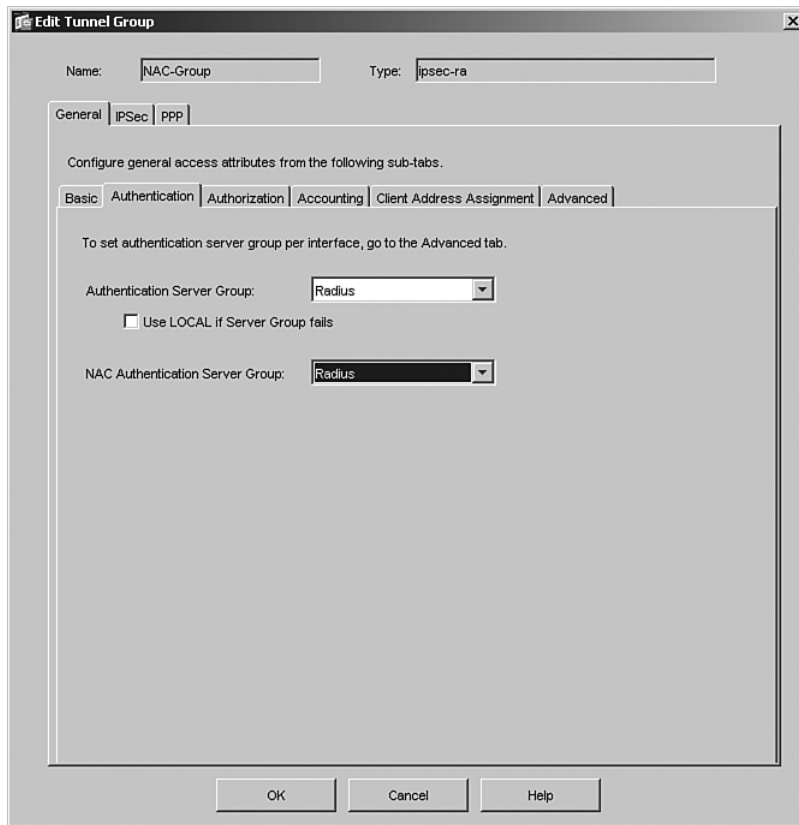 Edit Tunnel Group
Name: NAC-Group Type: ipsec-ra
General IPSec PPP
Configure general access attributes from the following sub-tabs.
Basic Authentication Authorization Accounting Client Address Assignment Advanced
To set authentication server group per interface, go to the Advanced tab.
Authentication Server Group: Radius
Use LOCAL if Server Group fails
NAC Authentication Server Group: Radius
OK Cancel Help